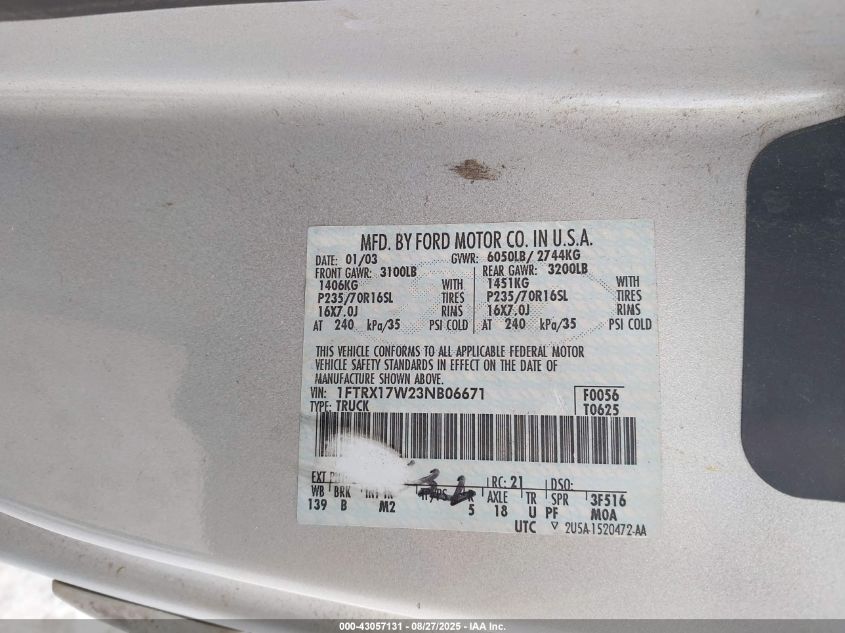 MFD. BY FORD MOTOR CO. IN U.S.A.
DATE: 01/03 GVWR: 6050LB/ 2744KG
FRONT GAWR: 3100LB REAR GAWR: 3200LB
1406KG WITH 1451KG WITH
P235/70R16SL TIRES P235/70R16SL TIRES
16X7.0J RIMS 16X7.0J RIMS
AT 240 kPa/35 PSI COLD AT 240 kPa/35 PSI COLD
THIS VEHICLE CONFORMS TO ALL APPLICABLE FEDERAL MOTOR
VEHICLE SAFETY STANDARDS IN EFFECT ON THE DATE OF
MANUFACTURE SHOWN ABOVE.
VIN: 1FTRX17W23NB06671 F0056
TYPE: TRUCK T0625
EXT RC: 21 DSO:
WB BRK AXLE TR SPR 3F516
139 B M2 5 18 U PF M0A
UTC ▽ 2U5A-1520472-AA
000-43057131 - 08/27/2025 - IAA Inc.